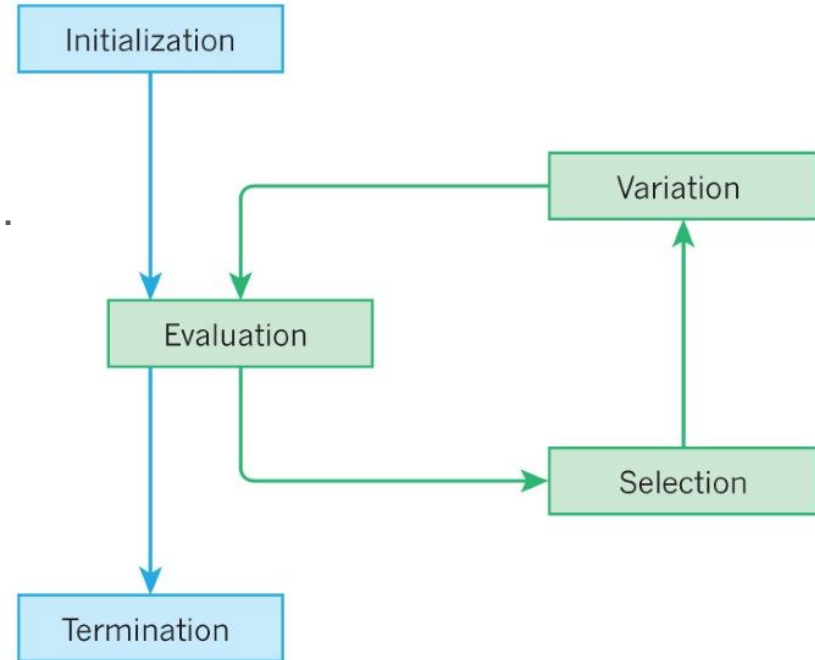 Initialization
Variation
.
Evaluation
Selection
Termination